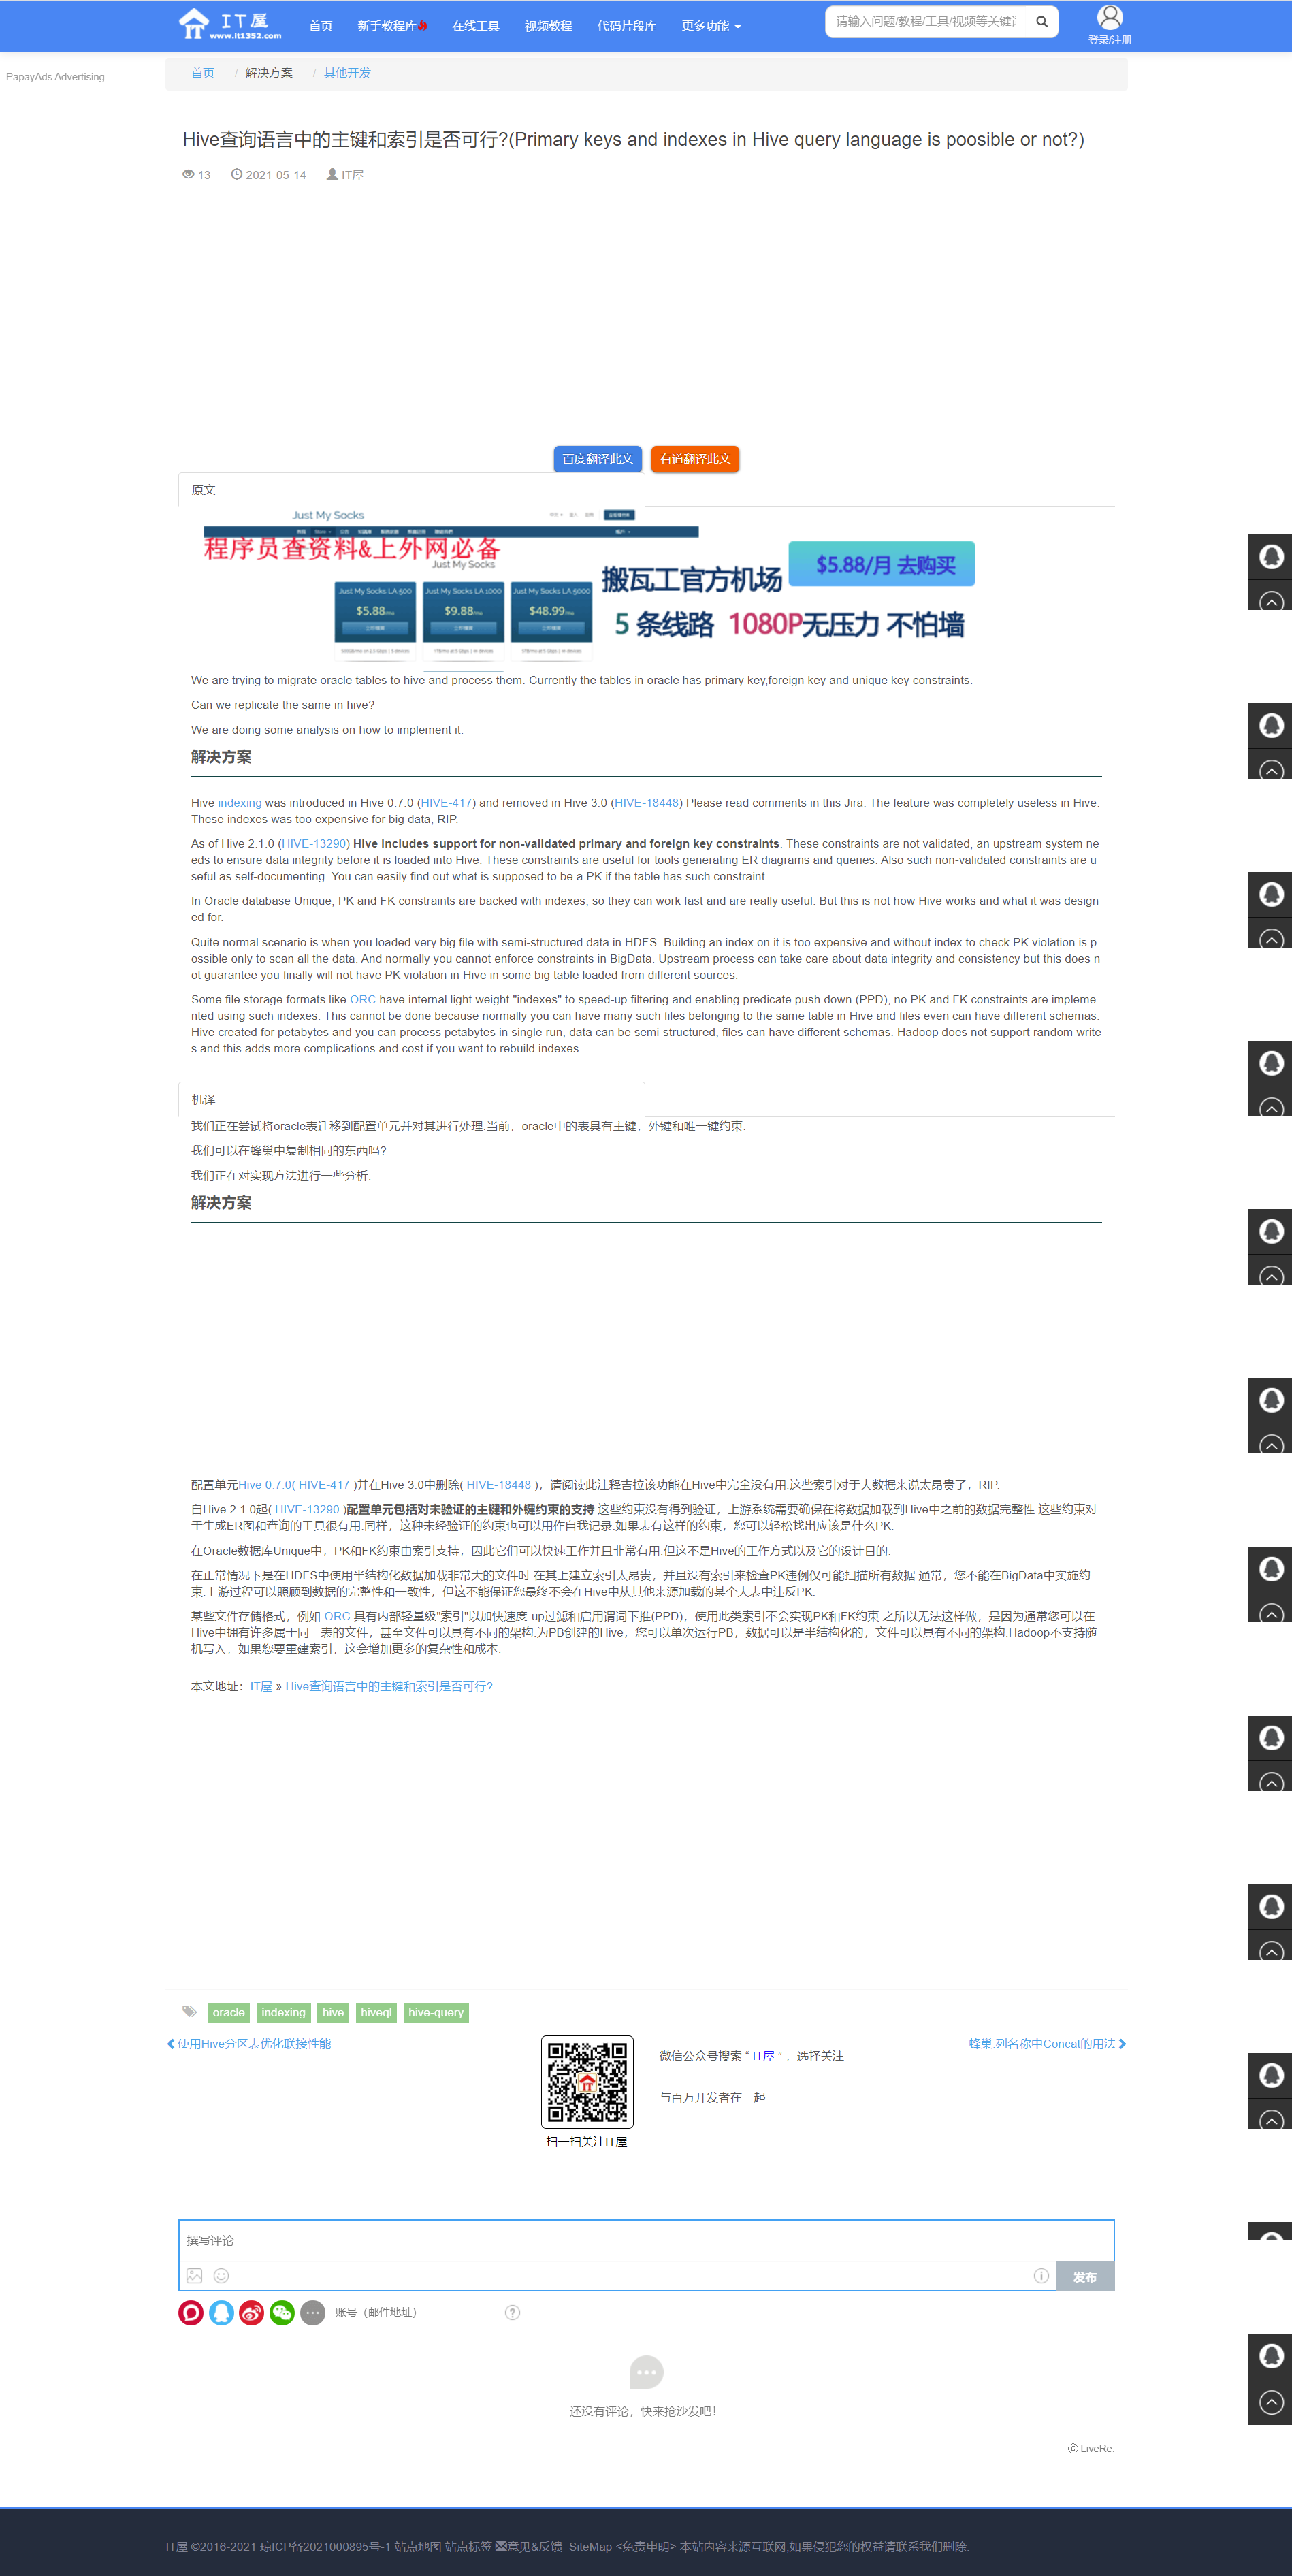 IT屋
www.it1352.com
首页 新手教程库 在线工具 视频教程 代码片段库 更多功能
请输入问题/教程/工具/视频等关键词
登录/注册
- PapayAds Advertising -
首页 / 解决方案 / 其他开发
Hive查询语言中的主键和索引是否可行?(Primary keys and indexes in Hive query language is poosible or not?)
13 2021-05-14 IT屋
百度翻译此文 有道翻译此文
原文
Just My Socks
程序员查资料&上外网必备
Just My Socks
Just My Socks LA 500 Just My Socks LA 1000 Just My Socks LA 5000
$5.88 $9.88 $48.99
搬瓦工官方机场 $5.88/月 去购买
5 条线路 1080P无压力 不怕墙
We are trying to migrate oracle tables to hive and process them. Currently the tables in oracle has primary key,foreign key and unique key constraints.
Can we replicate the same in hive?
We are doing some analysis on how to implement it.
解决方案
Hive indexing was introduced in Hive 0.7.0 (HIVE-417) and removed in Hive 3.0 (HIVE-18448) Please read comments in this Jira. The feature was completely useless in Hive.
These indexes was too expensive for big data, RIP.
As of Hive 2.1.0 (HIVE-13290) Hive includes support for non-validated primary and foreign key constraints. These constraints are not validated, an upstream system ne
eds to ensure data integrity before it is loaded into Hive. These constraints are useful for tools generating ER diagrams and queries. Also such non-validated constraints are u
seful as self-documenting. You can easily find out what is supposed to be a PK if the table has such constraint.
In Oracle database Unique, PK and FK constraints are backed with indexes, so they can work fast and are really useful. But this is not how Hive works and what it was design
ed for.
Quite normal scenario is when you loaded very big file with semi-structured data in HDFS. Building an index on it is too expensive and without index to check PK violation is p
ossible only to scan all the data. And normally you cannot enforce constraints in BigData. Upstream process can take care about data integrity and consistency but this does n
ot guarantee you finally will not have PK violation in Hive in some big table loaded from different sources.
Some file storage formats like ORC have internal light weight "indexes" to speed-up filtering and enabling predicate push down (PPD), no PK and FK constraints are impleme
nted using such indexes. This cannot be done because normally you can have many such files belonging to the same table in Hive and files even can have different schemas.
Hive created for petabytes and you can process petabytes in single run, data can be semi-structured, files can have different schemas. Hadoop does not support random write
s and this adds more complications and cost if you want to rebuild indexes.
机译
我们正在尝试将oracle表迁移到配置单元并对其进行处理.当前，oracle中的表具有主键，外键和唯一键约束.
我们可以在蜂巢中复制相同的东西吗?
我们正在对实现方法进行一些分析.
解决方案
配置单元Hive 0.7.0( HIVE-417 )并在Hive 3.0中删除( HIVE-18448 )，请阅读此注释吉拉该功能在Hive中完全没有用.这些索引对于大数据来说太昂贵了，RIP.
自Hive 2.1.0起( HIVE-13290 )配置单元包括对未验证的主键和外键约束的支持.这些约束没有得到验证，上游系统需要确保在将数据加载到Hive中之前的数据完整性.这些约束对
于生成ER图和查询的工具很有用.同样，这种未经验证的约束也可以用作自我记录.如果表有这样的约束，您可以轻松找出应该是什么PK.
在Oracle数据库Unique中，PK和FK约束由索引支持，因此它们可以快速工作并且非常有用.但这不是Hive的工作方式以及它的设计目的.
在正常情况下是在HDFS中使用半结构化数据加载非常大的文件时.在其上建立索引太昂贵，并且没有索引来检查PK违例仅可能扫描所有数据.通常，您不能在BigData中实施约
束.上游过程可以照顾到数据的完整性和一致性，但这不能保证您最终不会在Hive中从其他来源加载的某个大表中违反PK.
某些文件存储格式，例如 ORC 具有内部轻量级"索引"以加快速度-up过滤和启用谓词下推(PPD)，使用此类索引不会实现PK和FK约束.之所以无法这样做，是因为通常您可以在
Hive中拥有许多属于同一表的文件，甚至文件可以具有不同的架构.为PB创建的Hive，您可以单次运行PB，数据可以是半结构化的，文件可以具有不同的架构.Hadoop不支持随
机写入，如果您要重建索引，这会增加更多的复杂性和成本.
本文地址：IT屋 » Hive查询语言中的主键和索引是否可行?
oracle indexing hive hiveql hive-query
使用Hive分区表优化联接性能
微信公众号搜索 “ IT屋 ” ，选择关注
与百万开发者在一起
扫一扫关注IT屋
蜂巢:列名称中Concat的用法
撰写评论
发布
账号（邮件地址）
还没有评论，快来抢沙发吧！
LiveRe.
IT屋 ©2016-2021 琼ICP备2021000895号-1 站点地图 站点标签 意见&反馈 SiteMap <免责申明> 本站内容来源互联网,如果侵犯您的权益请联系我们删除.